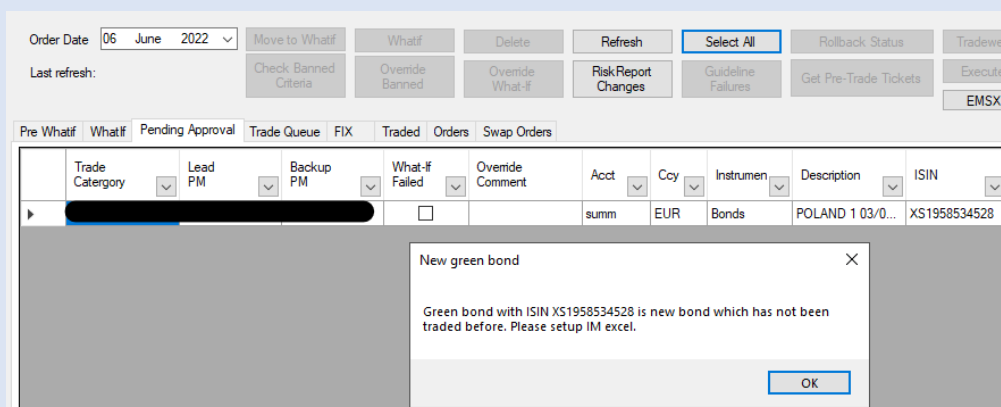 Order Date 06 June 2022 Move to Whatif Whatif Delete Refresh Select All Rollback Status
Last refresh: Check Banned Criteria Override Banned Override What-If Risk Report Changes Guideline Failures Get Pre-Trade Tickets Execute
EMSX
Pre Whatif WhatIf Pending Approval Trade Queue FIX Traded Orders Swap Orders
Trade Catergory Lead PM Backup PM What-If Failed Override Comment Acct Ccy Instrumen Description ISIN
summ EUR Bonds POLAND 1 03/0... XS1958534528
New green bond
Green bond with ISIN XS1958534528 is new bond which has not been
traded before. Please setup IM excel.
OK